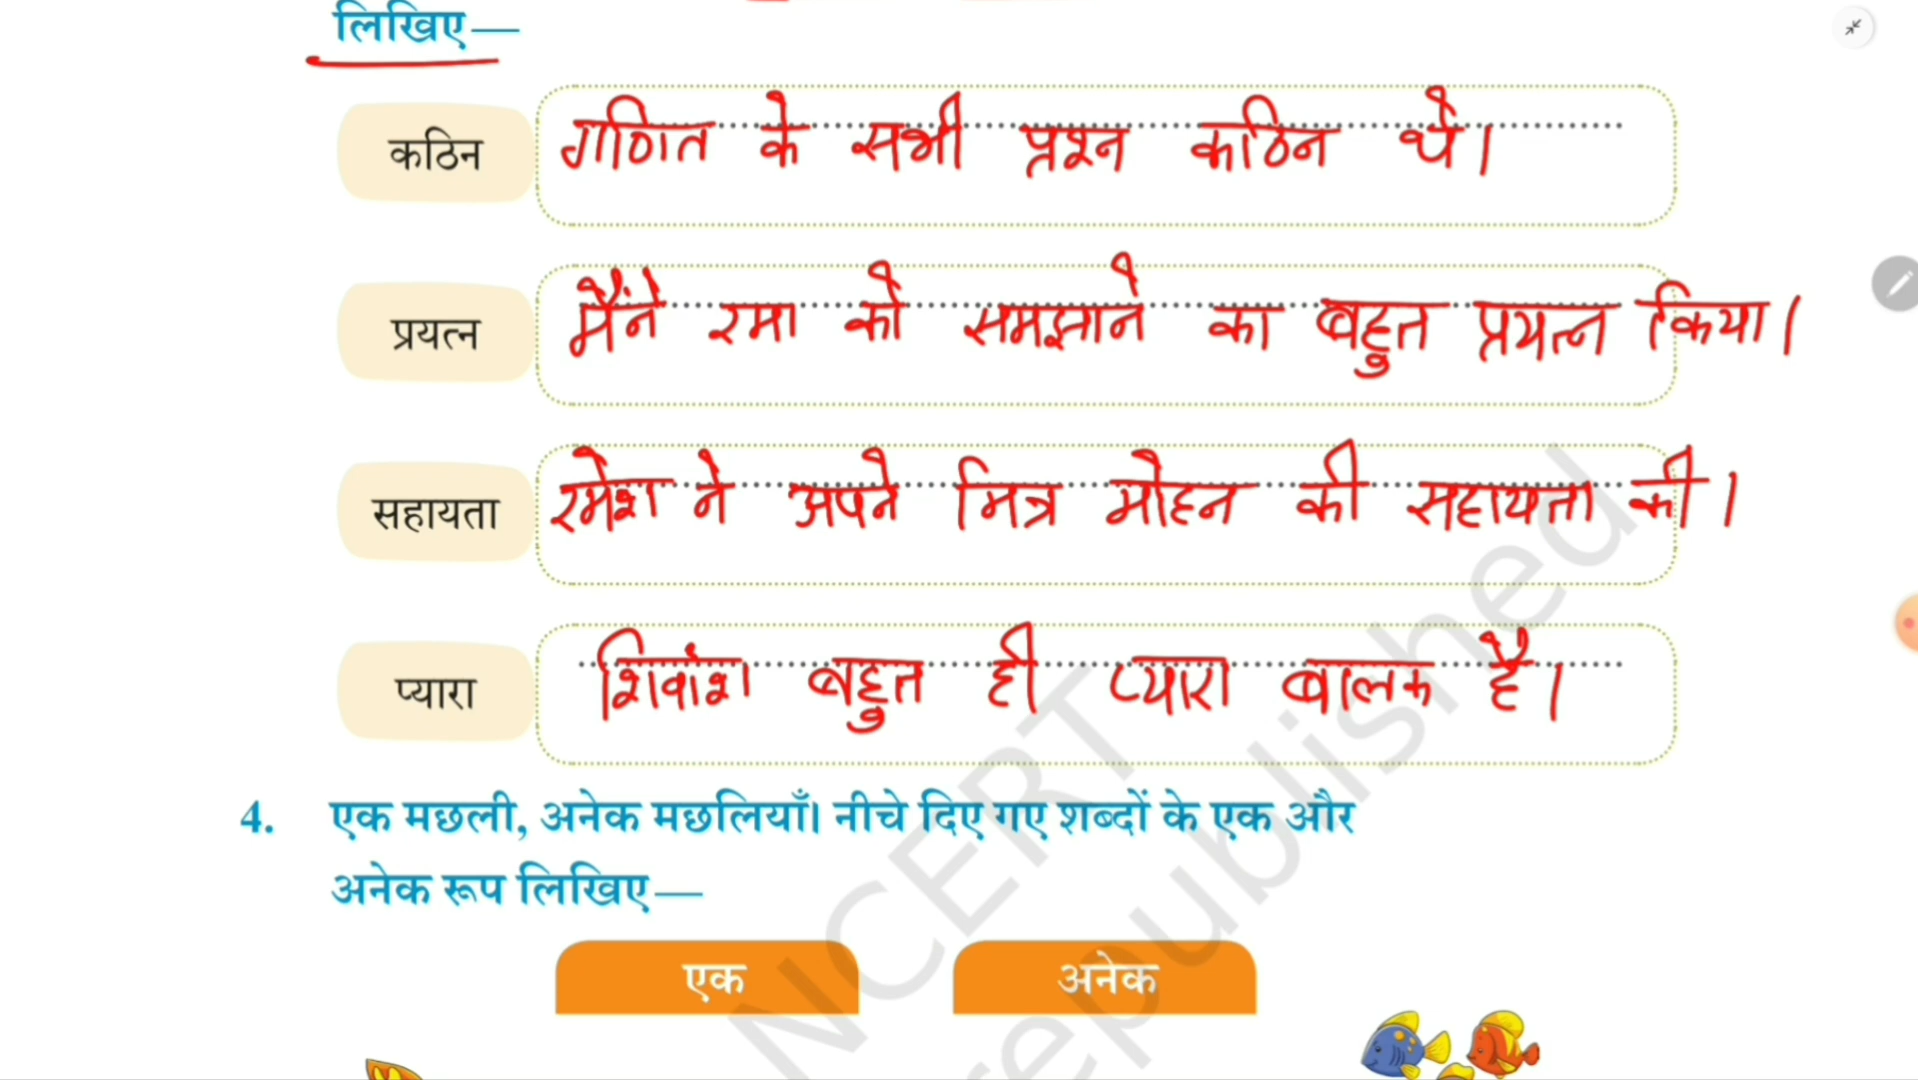 लिखिए—
कठिन गणित के सभी प्रश्न कठिन थे।
प्रयत्न मैंने रमा को समझाने का बहुत प्रयत्न किया।
सहायता रमेश ने अपने मित्र मोहन की सहायता की।
प्यारा शिवांश बहुत ही प्यारा बालक है।
4. एक मछली, अनेक मछलियाँ। नीचे दिए गए शब्दों के एक और
अनेक रूप लिखिए—
एक अनेक
NCERT
republished